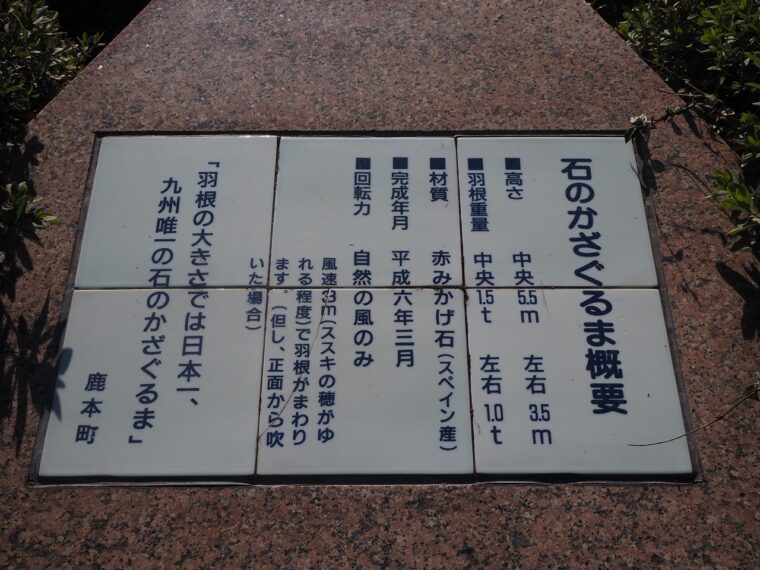 石のかざぐるま概要
■高さ 中央5.5m 左右3.5m
■羽根重量 中央1.5t 左右1.0t
■材質 赤みかげ石(スペイン産)
■完成年月 平成六年三月
■回転力 自然の風のみ
風速3m(ススキの穂がゆ
れる程度)で羽根がまわり
ます。(但し、正面から吹
いた場合)
「羽根の大きさでは日本一、
九州唯一の石のかざぐるま」
鹿本町